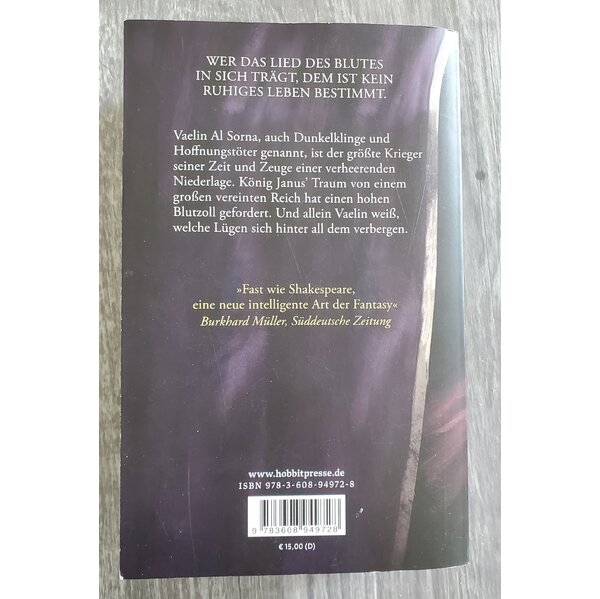 WER DAS LIED DES BLUTES
IN SICH TRÄGT, DEM IST KEIN
RUHIGES LEBEN BESTIMMT.
Vaelin Al Sorna, auch Dunkelklinge und
Hoffnungstöter genannt, ist der größte Krieger
seiner Zeit und Zeuge einer verheerenden
Niederlage. König Janus’ Traum von einem
großen vereinten Reich hat einen hohen
Blutzoll gefordert. Und allein Vaelin weiß,
welche Lügen sich hinter all dem verbergen.
»Fast wie Shakespeare,
eine neue intelligente Art der Fantasy«
Burkhard Müller, Süddeutsche Zeitung
www.hobbitpresse.de
ISBN 978-3-608-94972-8
9 783608 949728
€ 15,00 (D)